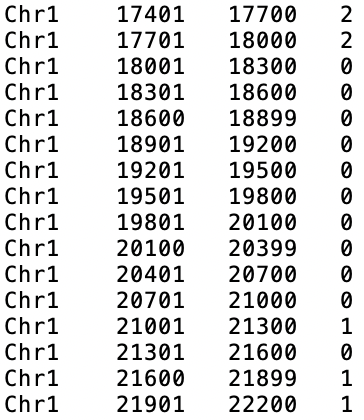 Chr1 17401 17700 2
Chr1 17701 18000 2
Chr1 18001 18300 0
Chr1 18301 18600 0
Chr1 18600 18899 0
Chr1 18901 19200 0
Chr1 19201 19500 0
Chr1 19501 19800 0
Chr1 19801 20100 0
Chr1 20100 20399 0
Chr1 20401 20700 0
Chr1 20701 21000 0
Chr1 21001 21300 1
Chr1 21301 21600 0
Chr1 21600 21899 1
Chr1 21901 22200 1